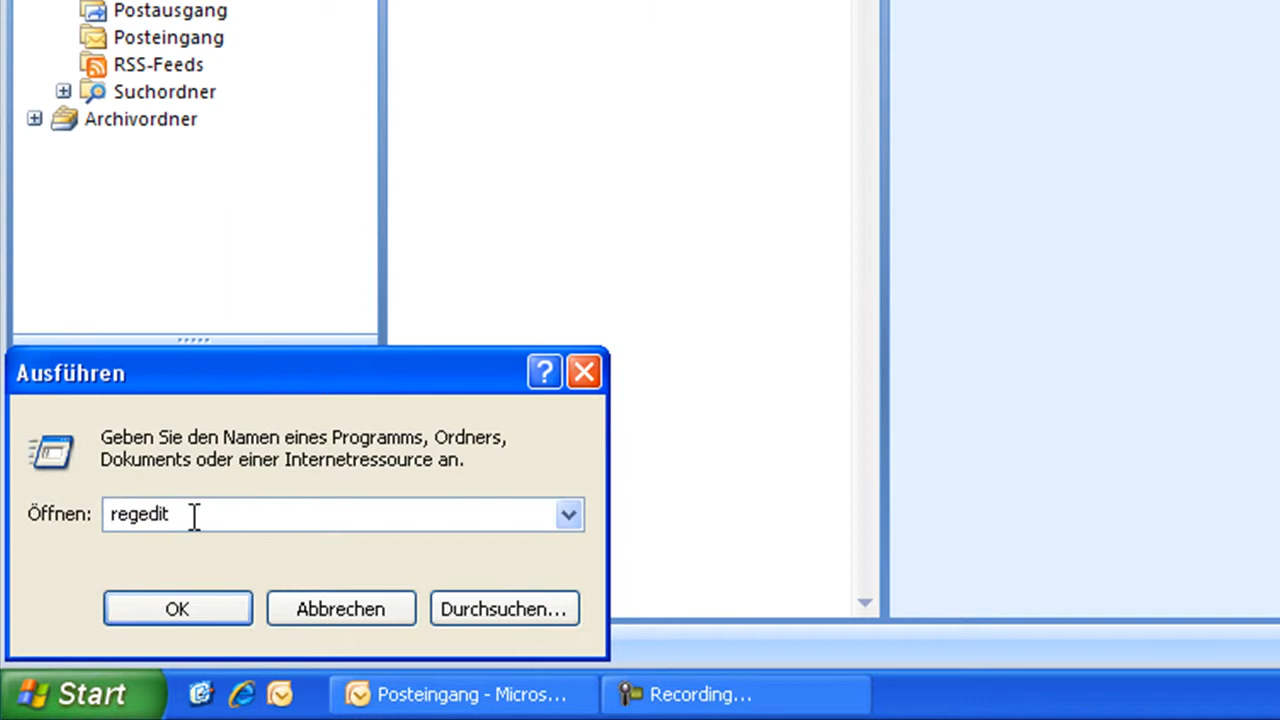 Postausgang
Posteingang
RSS-Feeds
Suchordner
Archivordner
Ausführen
?
Geben Sie den Namen eines Programms, Ordners,
Dokuments oder einer Internetressource an.
Öffnen: regedit
OK Abbrechen Durchsuchen...
Start Posteingang - Micros... Recording...